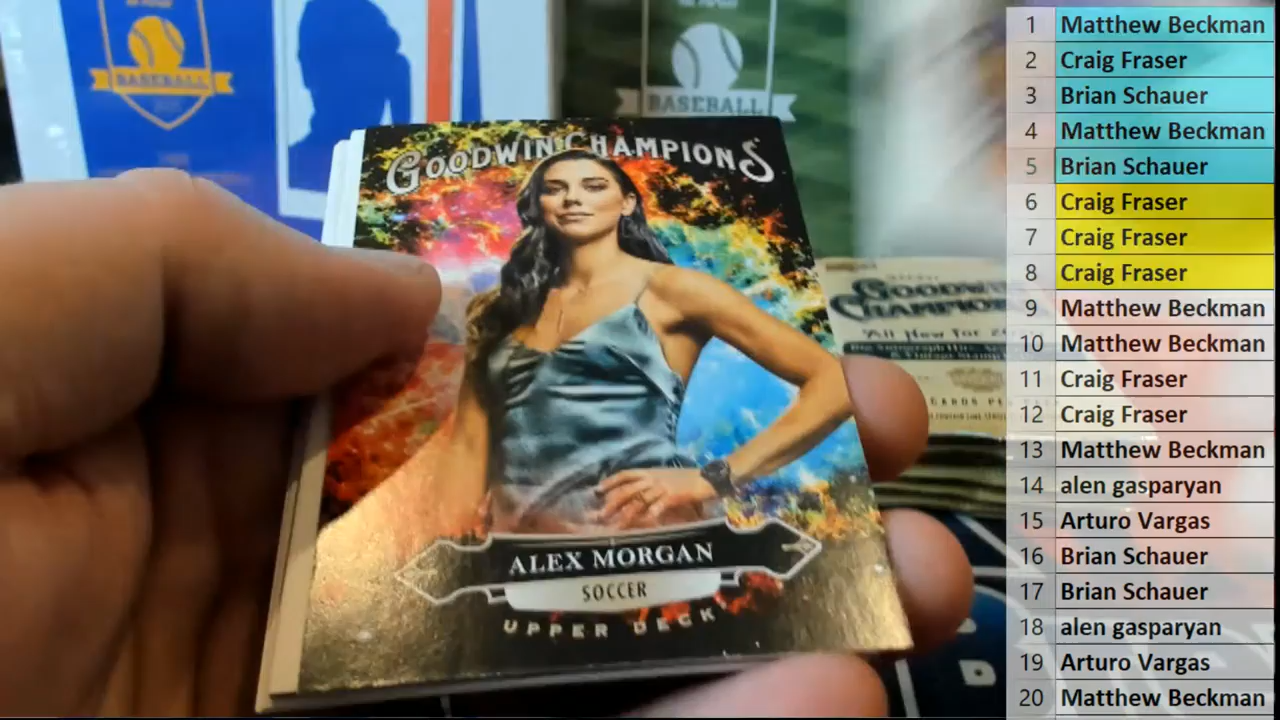 BASEBALL
BASEBALL
GOODWIN CHAMPIONS
ALEX MORGAN
SOCCER
UPPER DECK
GOODWIN
CHAMPIONS
All New For
1 Matthew Beckman
2 Craig Fraser
3 Brian Schauer
4 Matthew Beckman
5 Brian Schauer
6 Craig Fraser
7 Craig Fraser
8 Craig Fraser
9 Matthew Beckman
10 Matthew Beckman
11 Craig Fraser
12 Craig Fraser
13 Matthew Beckman
14 alen gasparyan
15 Arturo Vargas
16 Brian Schauer
17 Brian Schauer
18 alen gasparyan
19 Arturo Vargas
20 Matthew Beckman